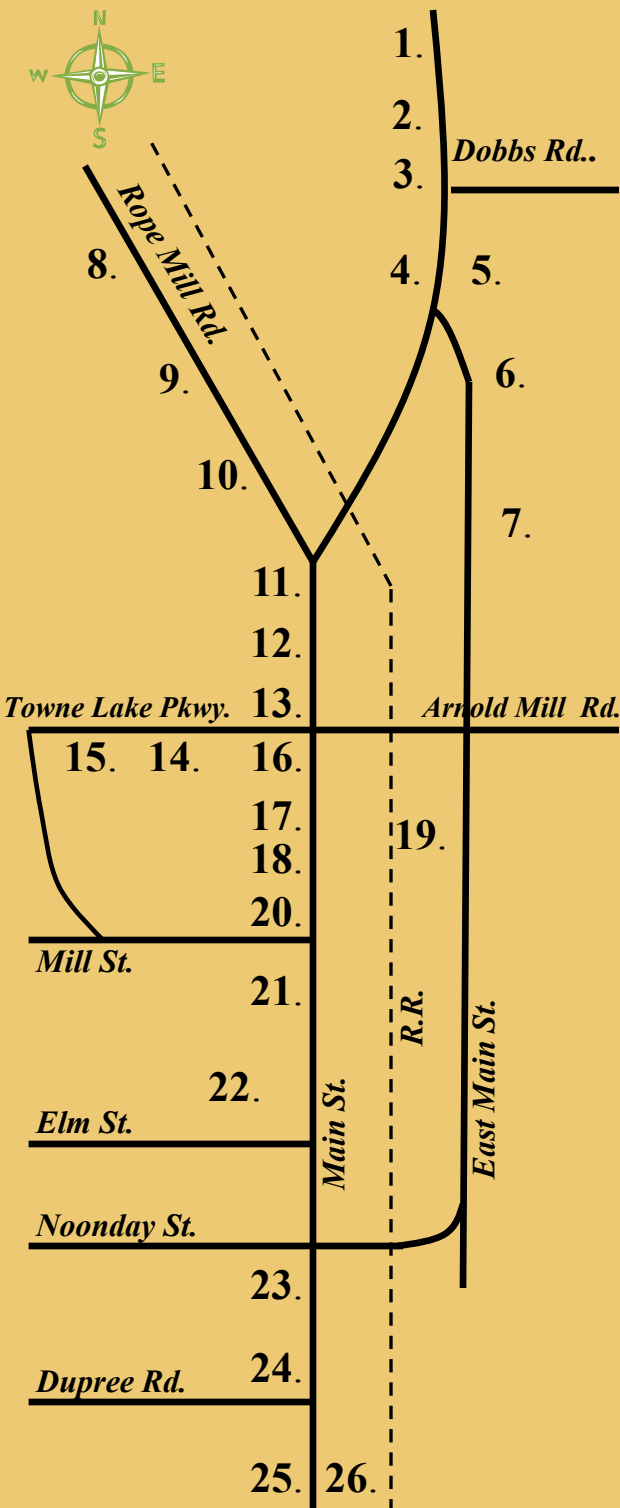 N
1.
W E
2.
S
Dobbs Rd..
3.
Rope Mill Rd.
8.
4. 5.
9.
6.
10.
7.
11.
12.
Towne Lake Pkwy. 13. Arnold Mill Rd.
15. 14. 16.
17.
19.
18.
20.
Mill St.
21.
R.R.
East Main St.
22.
Main St.
Elm St.
Noonday St.
23.
24.
Dupree Rd.
25. 26.